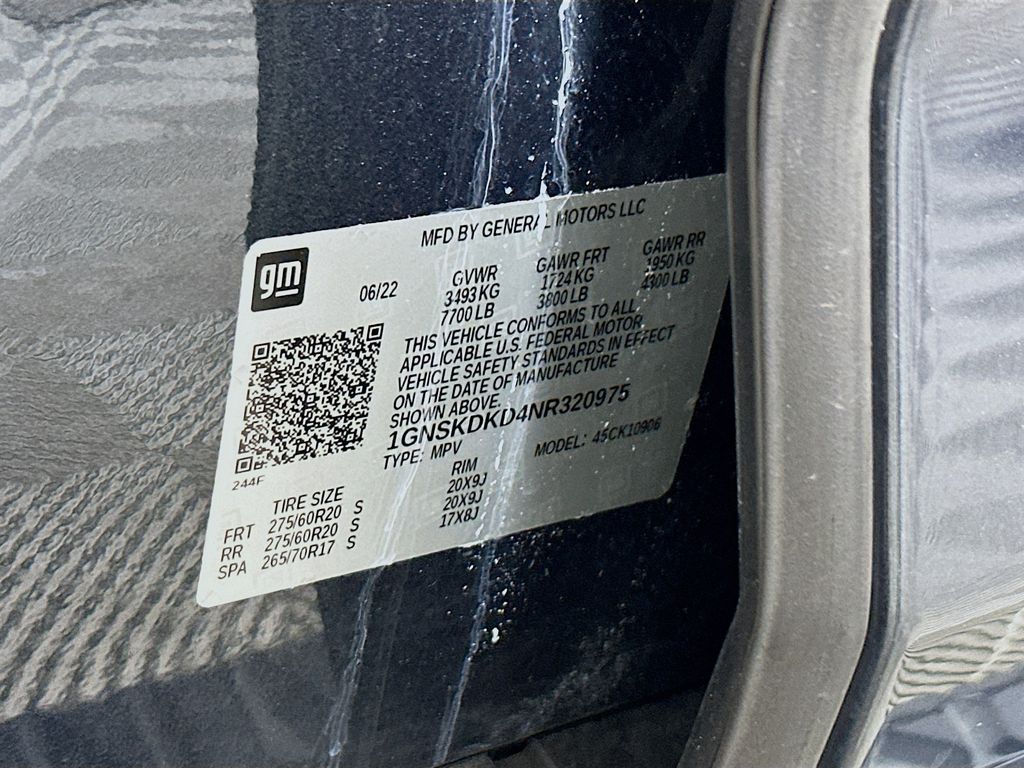 gm
MFD BY GENERAL MOTORS LLC
06/22
GVWR GAWR FRT GAWR RR
3493 KG 1724 KG 1950 KG
7700 LB 3800 LB 4300 LB
THIS VEHICLE CONFORMS TO ALL
APPLICABLE U.S. FEDERAL MOTOR
VEHICLE SAFETY STANDARDS IN EFFECT
ON THE DATE OF MANUFACTURE
SHOWN ABOVE.
1GNSKDKD4NR320975
TYPE: MPV MODEL: 45CK10906
244F
TIRE SIZE RIM
FRT 275/60R20 S 20X9J
RR 275/60R20 S 20X9J
SPA 265/70R17 S 17X8J